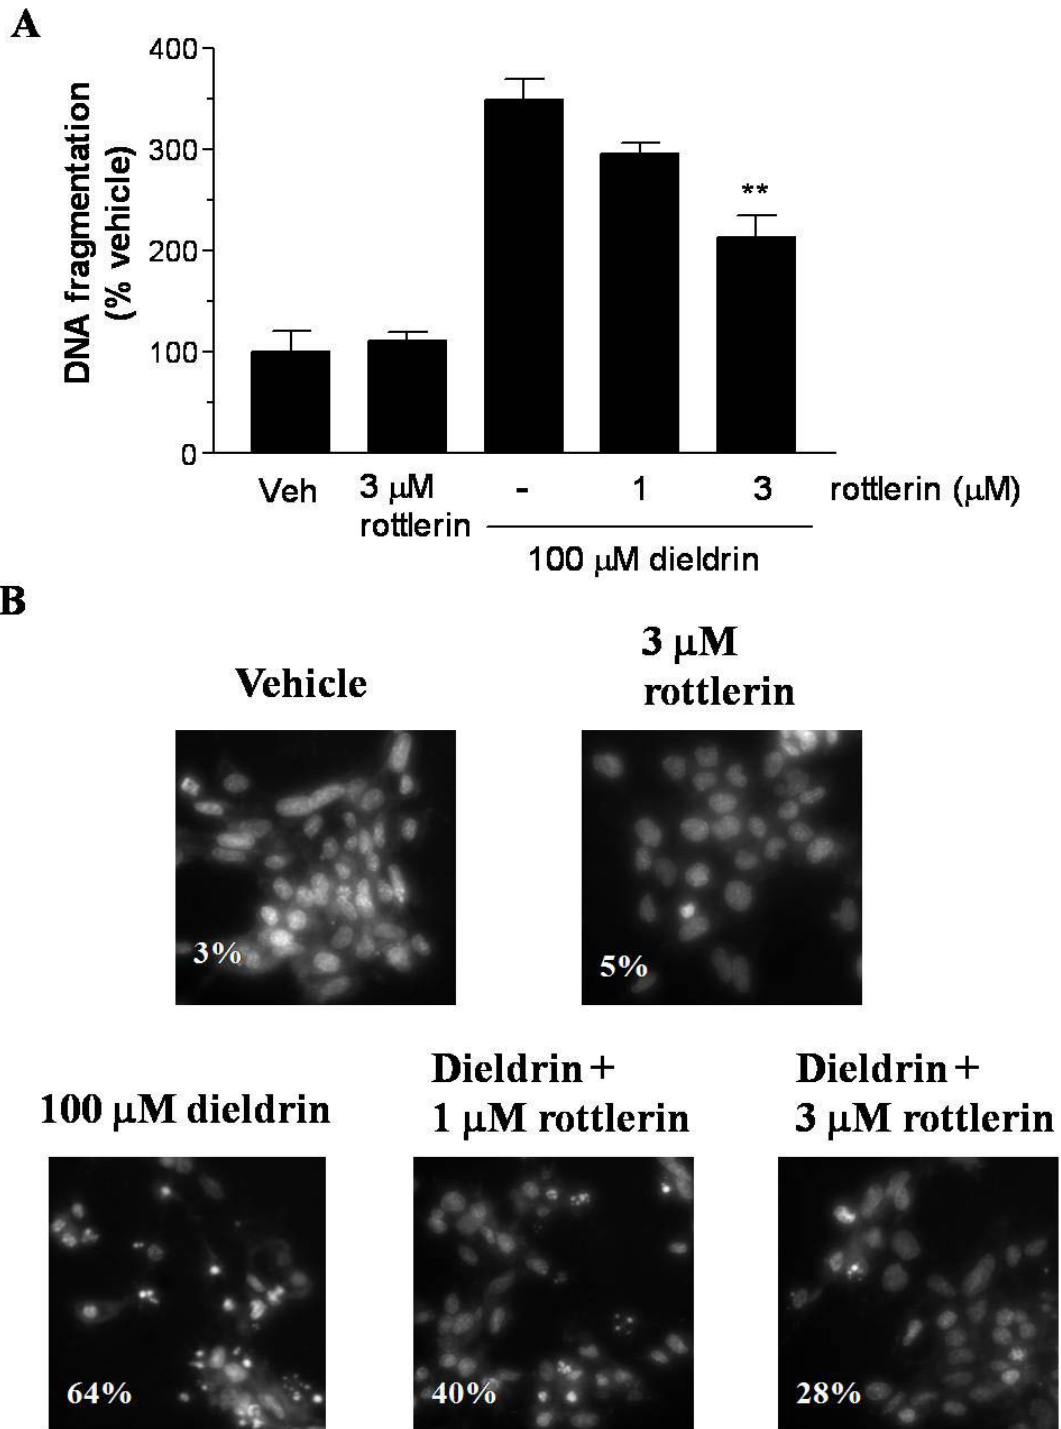 A
400
300
200
100
0
DNA fragmentation
(% vehicle)
**
Veh
3 μM
rottlerin
- 1 3 rottlerin (μM)
100 μM dieldrin
B
Vehicle
3 μM
rottlerin
3%
5%
100 μM dieldrin
Dieldrin +
1 μM rottlerin
Dieldrin +
3 μM rottlerin
64%
40%
28%